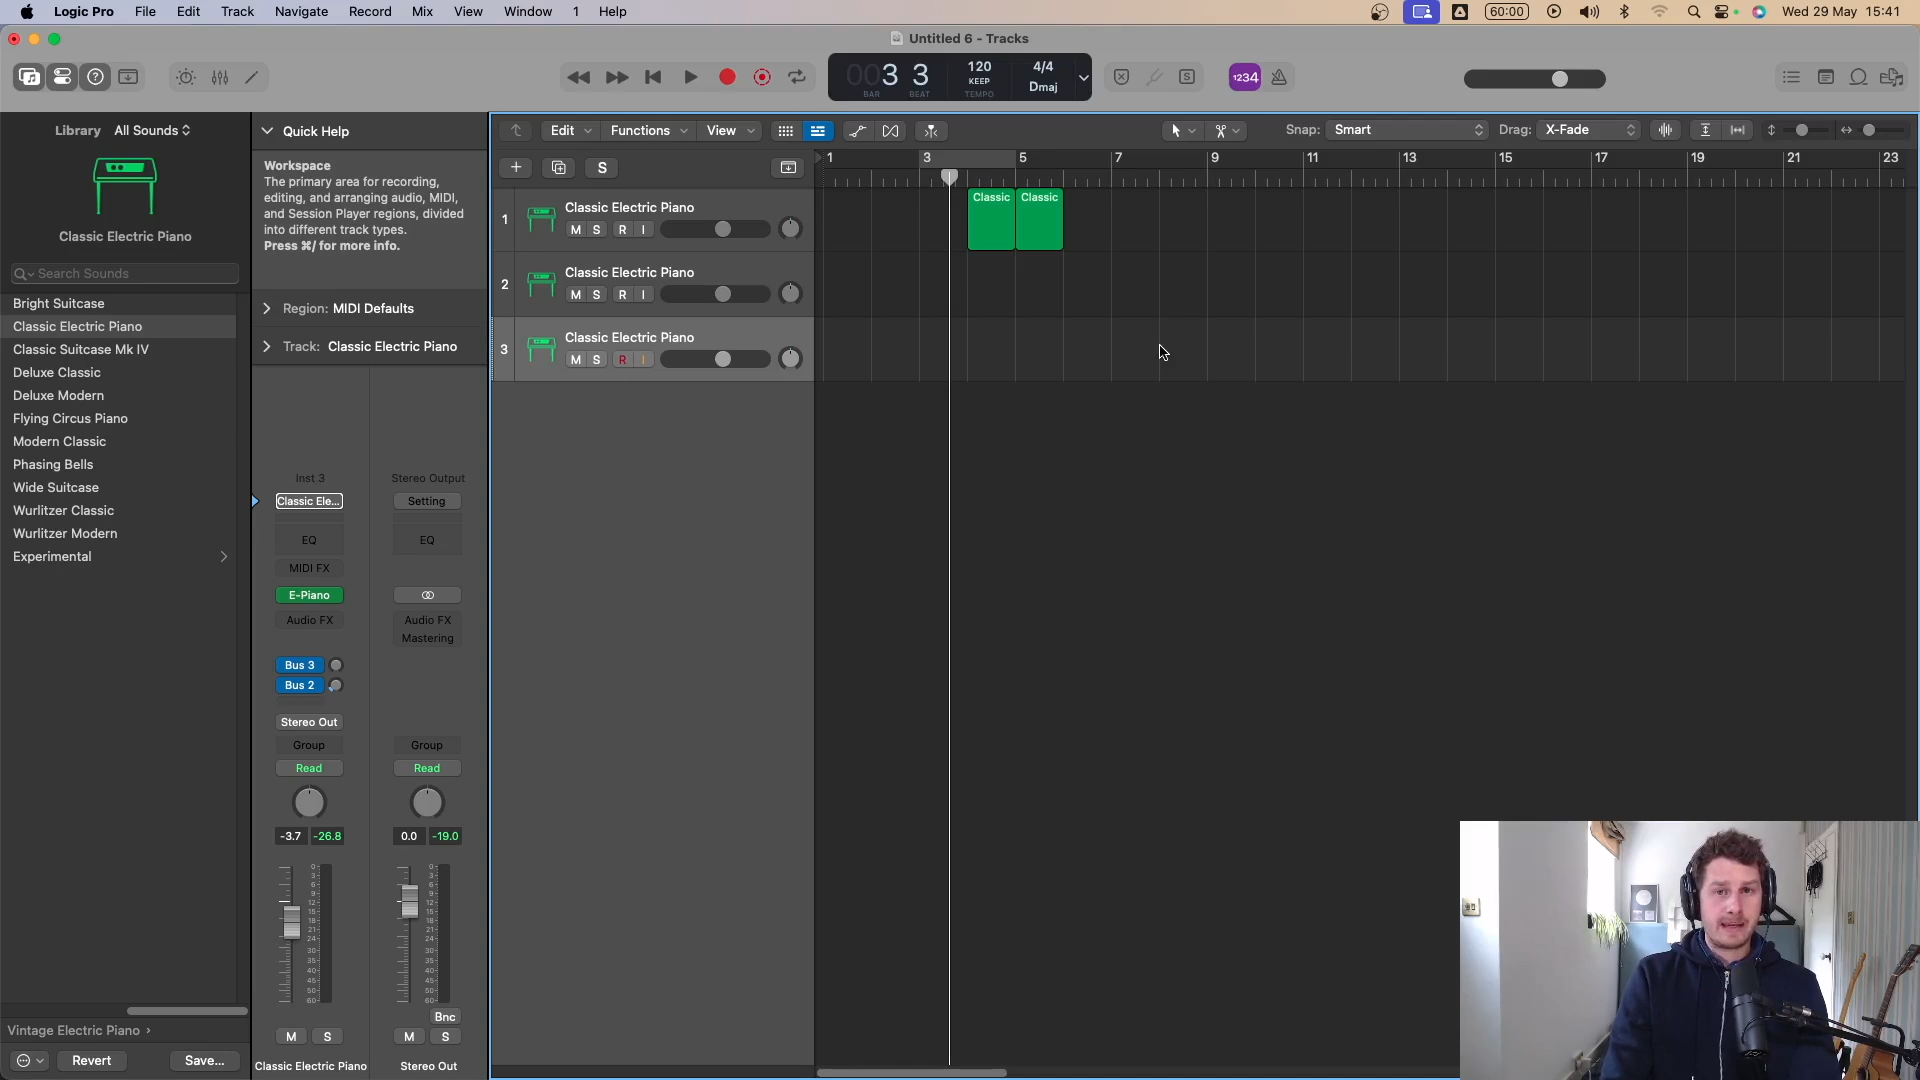 Logic Pro File Edit Track Navigate Record Mix View Window 1 Help
60:00
Wed 29 May 15:41
Untitled 6 - Tracks
003 3
BAR BEAT
120
KEEP
TEMPO
4/4
Dmaj
1234
Library All Sounds
Classic Electric Piano
Search Sounds
Bright Suitcase
Classic Electric Piano
Classic Suitcase Mk IV
Deluxe Classic
Deluxe Modern
Flying Circus Piano
Modern Classic
Phasing Bells
Wide Suitcase
Wurlitzer Classic
Wurlitzer Modern
Experimental
Vintage Electric Piano
Revert
Save...
Quick Help
Workspace
The primary area for recording,
editing, and arranging audio, MIDI,
and Session Player regions, divided
into different track types.
Press ⌘/ for more info.
Region: MIDI Defaults
Track: Classic Electric Piano
Inst 3
Classic Ele...
EQ
MIDI FX
E-Piano
Audio FX
Bus 3
Bus 2
Stereo Out
Group
Read
-3.7 -26.8
M S
Classic Electric Piano
Stereo Output
Setting
EQ
Audio FX
Mastering
Group
Read
0.0 -19.0
Bnc
M S
Stereo Out
Edit Functions View
Snap: Smart
Drag: X-Fade
S
1 3 5 7 9 11 13 15 17 19 21 23
1
Classic Electric Piano
M S R I
Classic
Classic
2
Classic Electric Piano
M S R I
3
Classic Electric Piano
M S R I